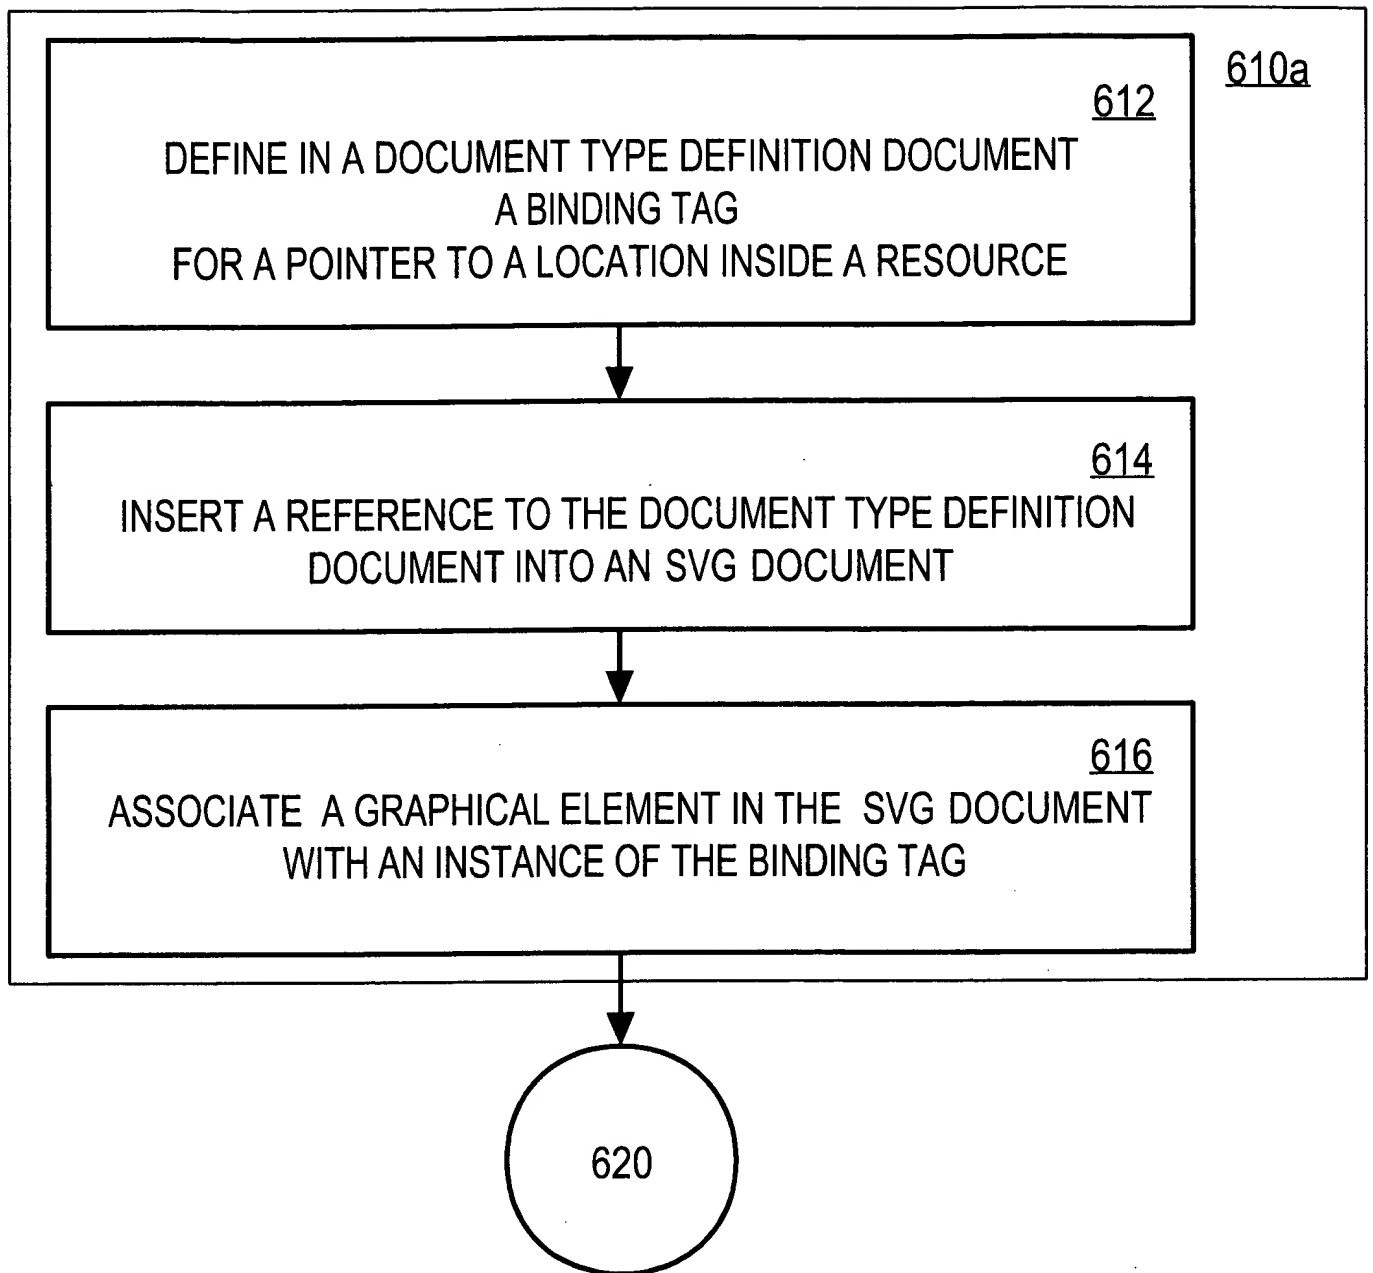 610a
612
DEFINE IN A DOCUMENT TYPE DEFINITION DOCUMENT
A BINDING TAG
FOR A POINTER TO A LOCATION INSIDE A RESOURCE
614
INSERT A REFERENCE TO THE DOCUMENT TYPE DEFINITION
DOCUMENT INTO AN SVG DOCUMENT
616
ASSOCIATE A GRAPHICAL ELEMENT IN THE SVG DOCUMENT
WITH AN INSTANCE OF THE BINDING TAG
620